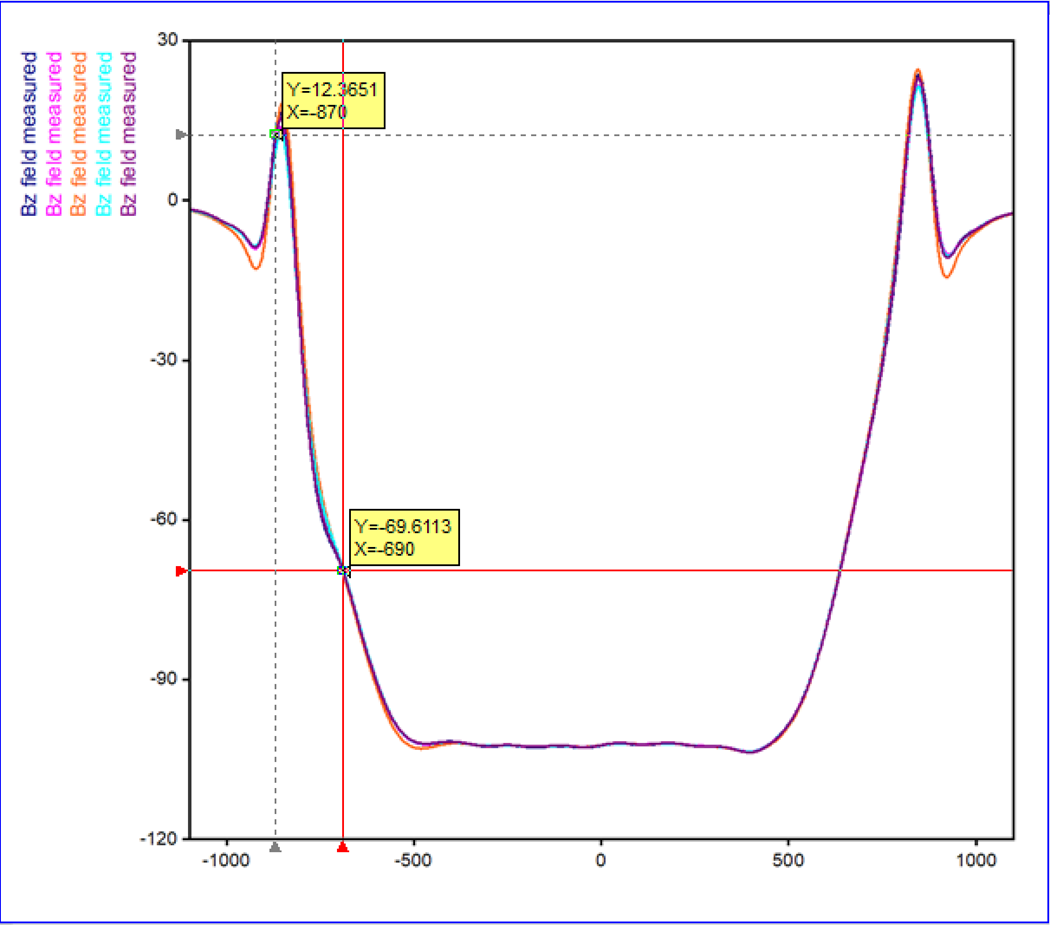 Bz field measured
Bz field measured
Bz field measured
Bz field measured
Bz field measured
30
0
-30
-60
-90
-120
Y=12.3651
X=-870
Y=-69.6113
X=-690
-1000
-500
0
500
1000